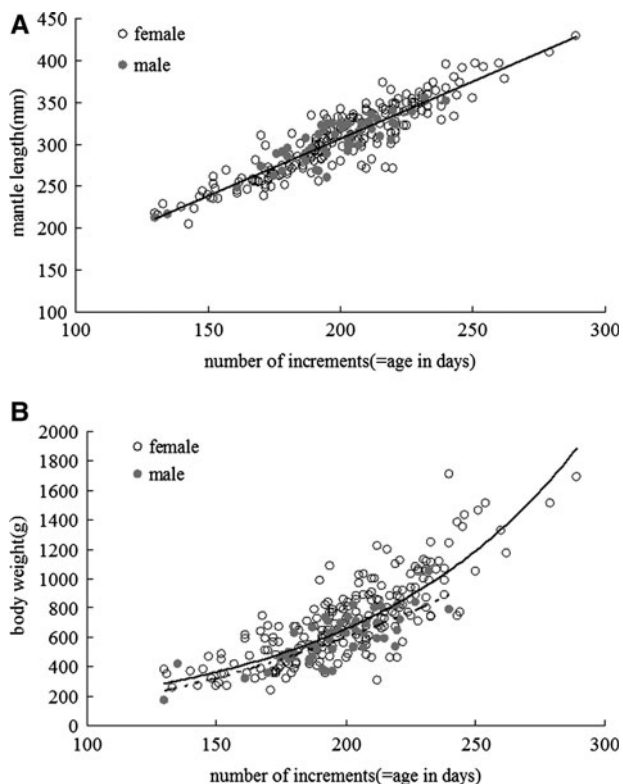 A
450
female
400
male
350
300
250
200
150
100
mantle length(mm)
100 150 200 250 300
number of increments(=age in days)
B
2000
1800
female
1600
male
1400
1200
1000
800
600
400
200
0
body weight(g)
100 150 200 250 300
number of increments(=age in days)